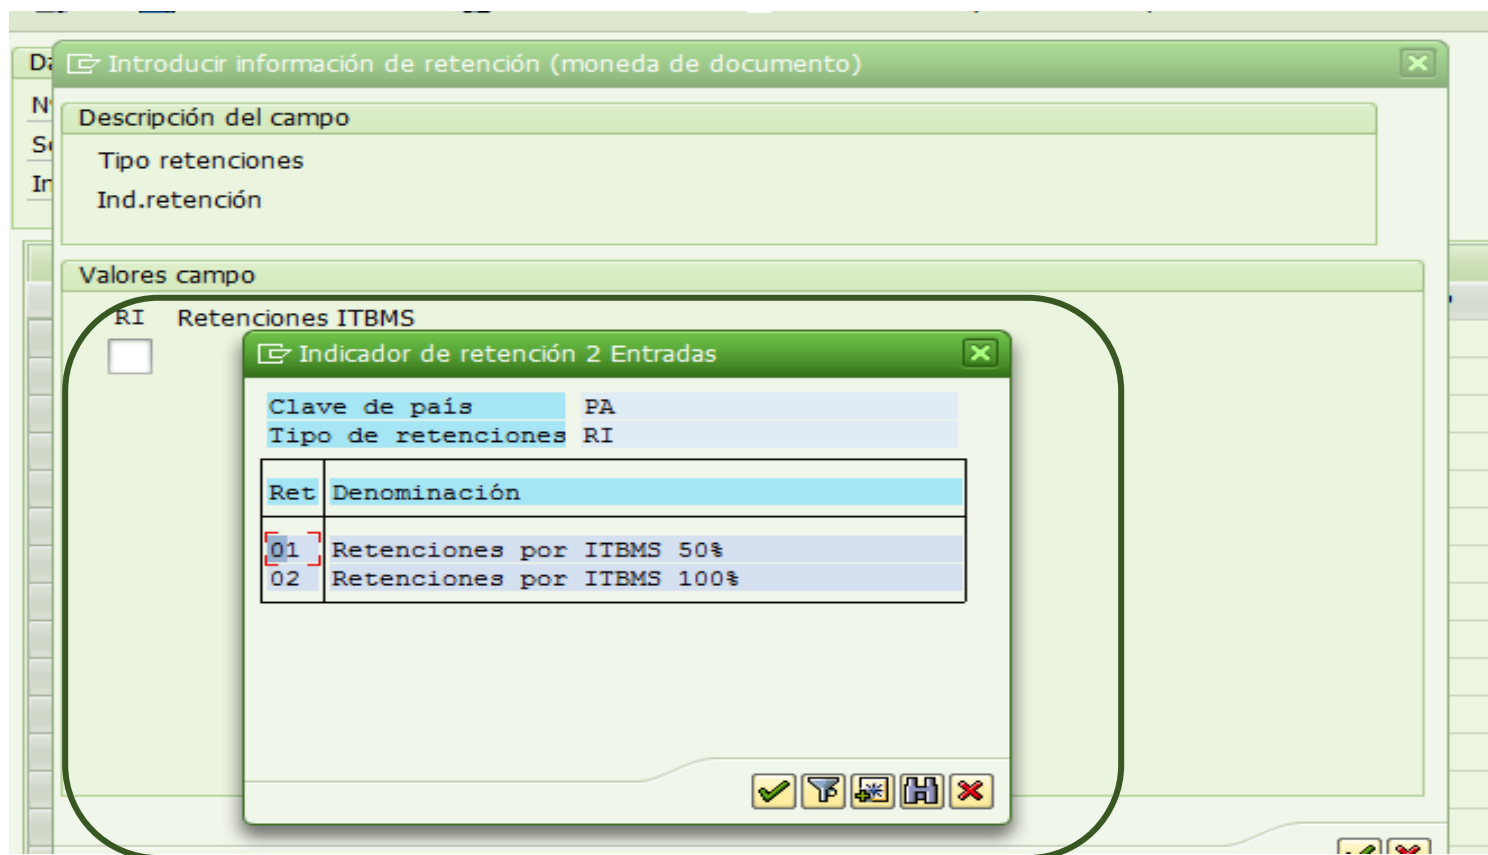 Introducir información de retención (moneda de documento)
Descripción del campo
Tipo retenciones
Ind.retención
Valores campo
RI Retenciones ITBMS
Indicador de retención 2 Entradas
Clave de país PA
Tipo de retenciones RI
Ret Denominación
01 Retenciones por ITBMS 50%
02 Retenciones por ITBMS 100%